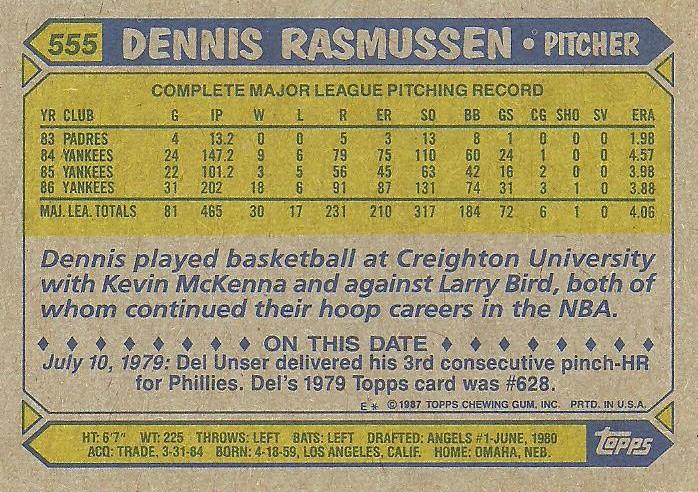 555 DENNIS RASMUSSEN • PITCHER
COMPLETE MAJOR LEAGUE PITCHING RECORD
YR CLUB G IP W L R ER SO BB GS CG SHO SV ERA
83 PADRES 4 13.2 0 0 5 3 13 8 1 0 0 0 1.98
84 YANKEES 24 147.2 9 6 79 75 110 60 24 1 0 0 4.57
85 YANKEES 22 101.2 3 5 56 45 63 42 16 2 0 0 3.98
86 YANKEES 31 202 18 6 91 87 131 74 31 3 1 0 3.88
MAJ. LEA. TOTALS 81 465 30 17 231 210 317 184 72 6 1 0 4.06
Dennis played basketball at Creighton University
with Kevin McKenna and against Larry Bird, both of
whom continued their hoop careers in the NBA.
ON THIS DATE
July 10, 1979: Del Unser delivered his 3rd consecutive pinch-HR
for Phillies. Del's 1979 Topps card was #628.
E* ©1987 TOPPS CHEWING GUM, INC. PRTD. IN U.S.A.
HT: 6'7" WT: 225 THROWS: LEFT BATS: LEFT DRAFTED: ANGELS #1-JUNE, 1980
ACQ: TRADE, 3-31-84 BORN: 4-18-59, LOS ANGELES, CALIF. HOME: OMAHA, NEB.
TOPPS